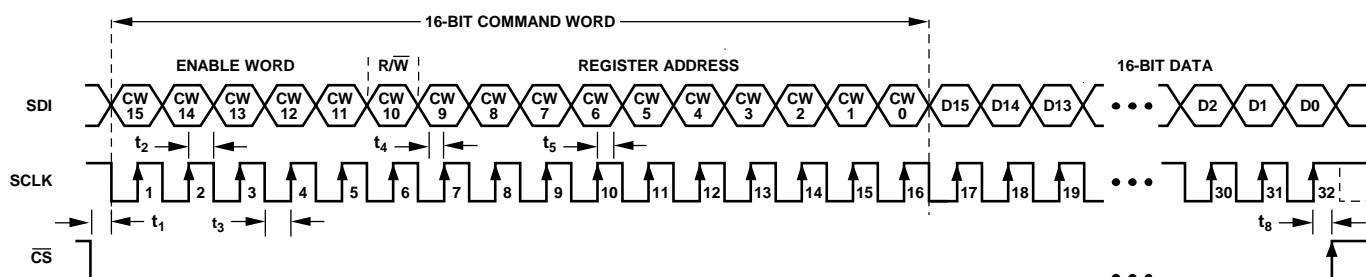 16-BIT COMMAND WORD
ENABLE WORD R/W̅ REGISTER ADDRESS 16-BIT DATA
SDI CW 15 CW 14 CW 13 CW 12 CW 11 CW 10 CW 9 CW 8 CW 7 CW 6 CW 5 CW 4 CW 3 CW 2 CW 1 CW 0 D15 D14 D13 • • • D2 D1 D0
t2 t4 t5
SCLK 1 2 3 4 5 6 7 8 9 10 11 12 13 14 15 16 17 18 19 • • • 30 31 32
t1 t3 t8
C̅S̅ • • •